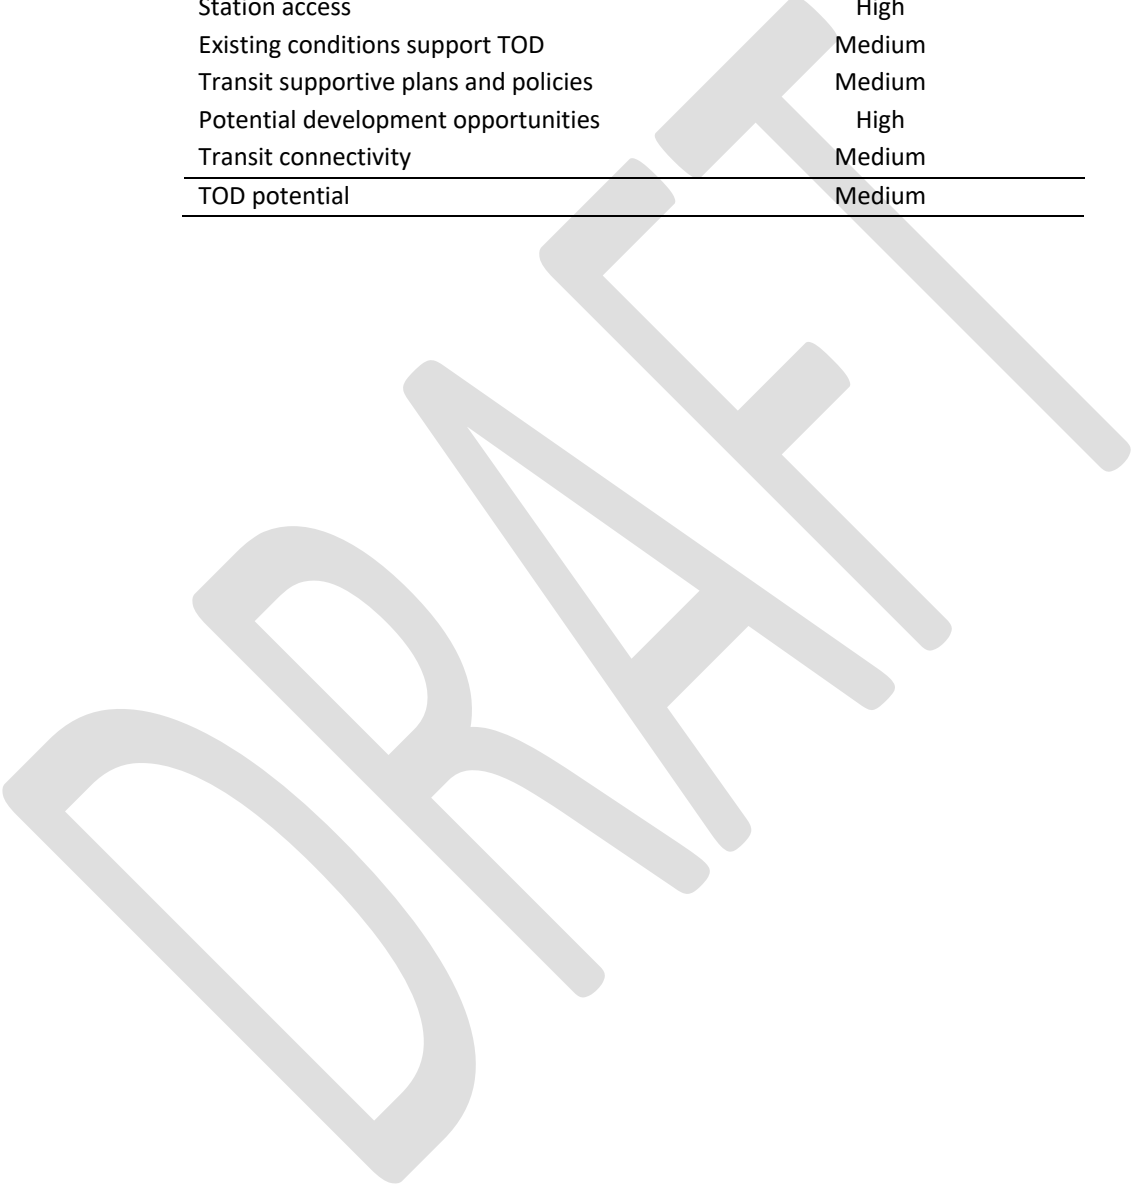 Station access High
Existing conditions support TOD Medium
Transit supportive plans and policies Medium
Potential development opportunities High
Transit connectivity Medium
TOD potential Medium
DRAFT